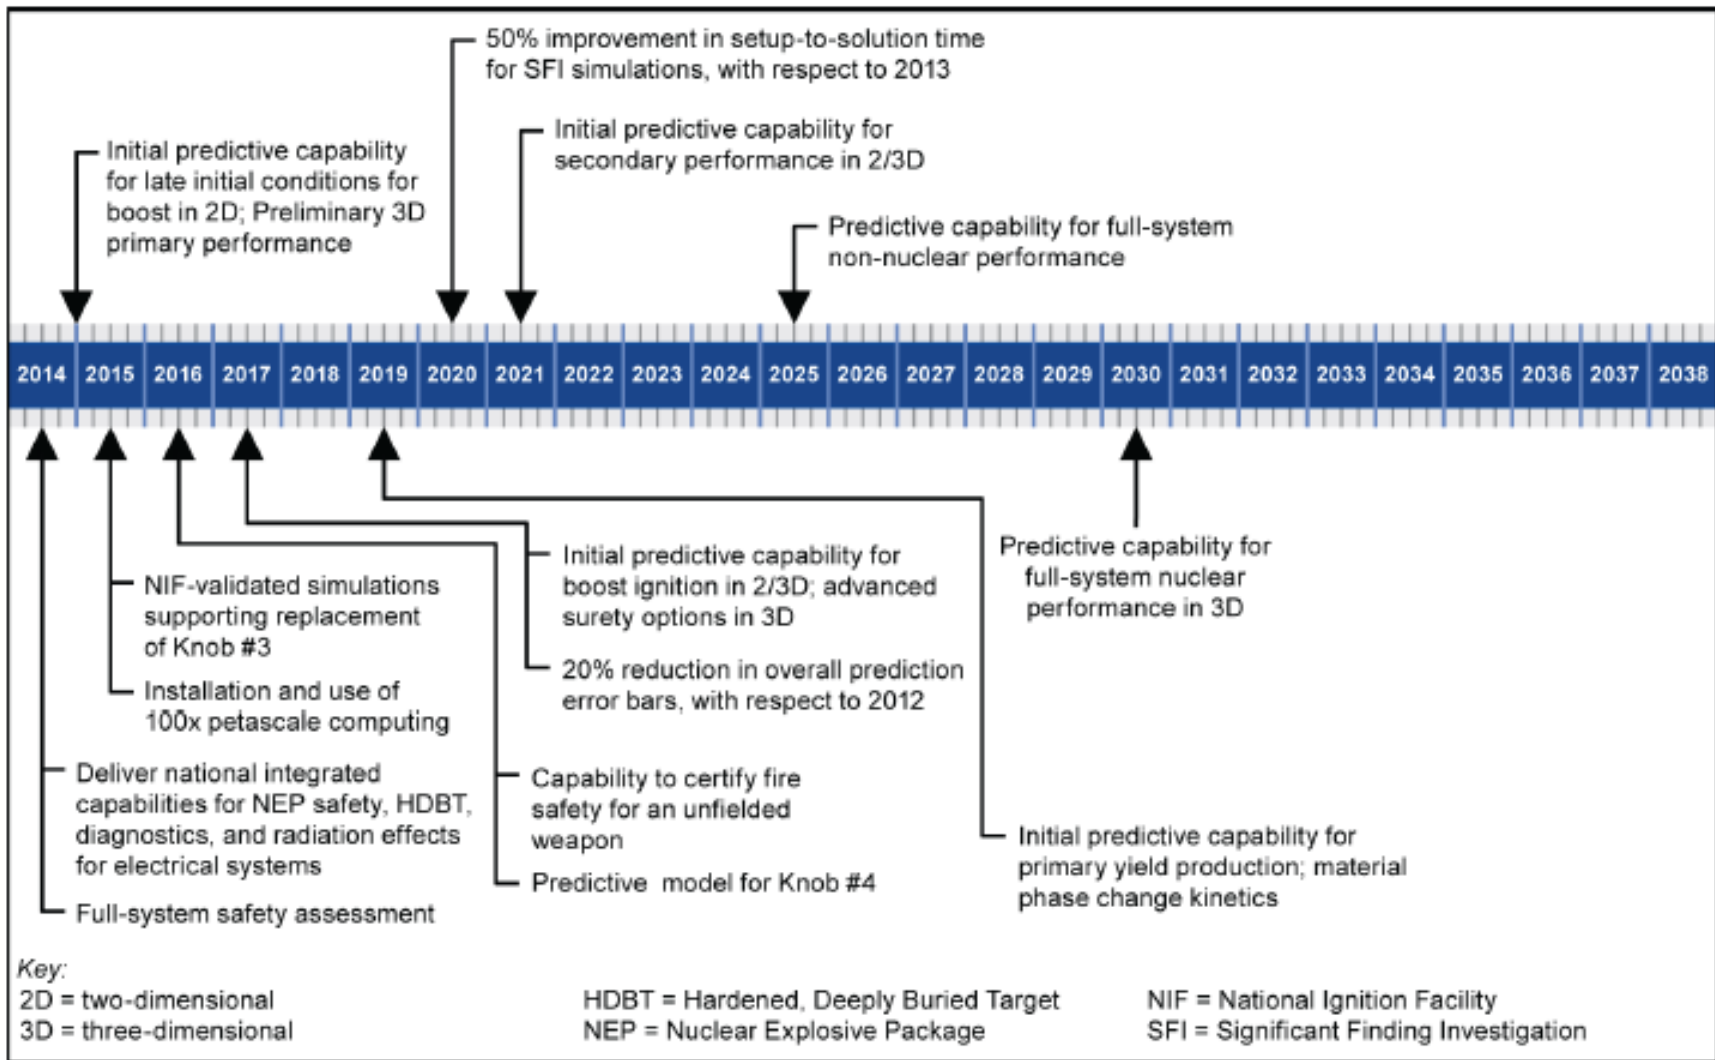 50% improvement in setup-to-solution time
for SFI simulations, with respect to 2013
Initial predictive capability
for late initial conditions for
boost in 2D; Preliminary 3D
primary performance
Initial predictive capability for
secondary performance in 2/3D
Predictive capability for full-system
non-nuclear performance
2014 2015 2016 2017 2018 2019 2020 2021 2022 2023 2024 2025 2026 2027 2028 2029 2030 2031 2032 2033 2034 2035 2036 2037 2038
NIF-validated simulations
supporting replacement
of Knob #3
Installation and use of
100x petascale computing
Deliver national integrated
capabilities for NEP safety, HDBT,
diagnostics, and radiation effects
for electrical systems
Full-system safety assessment
Initial predictive capability for
boost ignition in 2/3D; advanced
surety options in 3D
20% reduction in overall prediction
error bars, with respect to 2012
Capability to certify fire
safety for an unfielded
weapon
Predictive model for Knob #4
Predictive capability for
full-system nuclear
performance in 3D
Initial predictive capability for
primary yield production; material
phase change kinetics
Key:
2D = two-dimensional
3D = three-dimensional
HDBT = Hardened, Deeply Buried Target
NEP = Nuclear Explosive Package
NIF = National Ignition Facility
SFI = Significant Finding Investigation